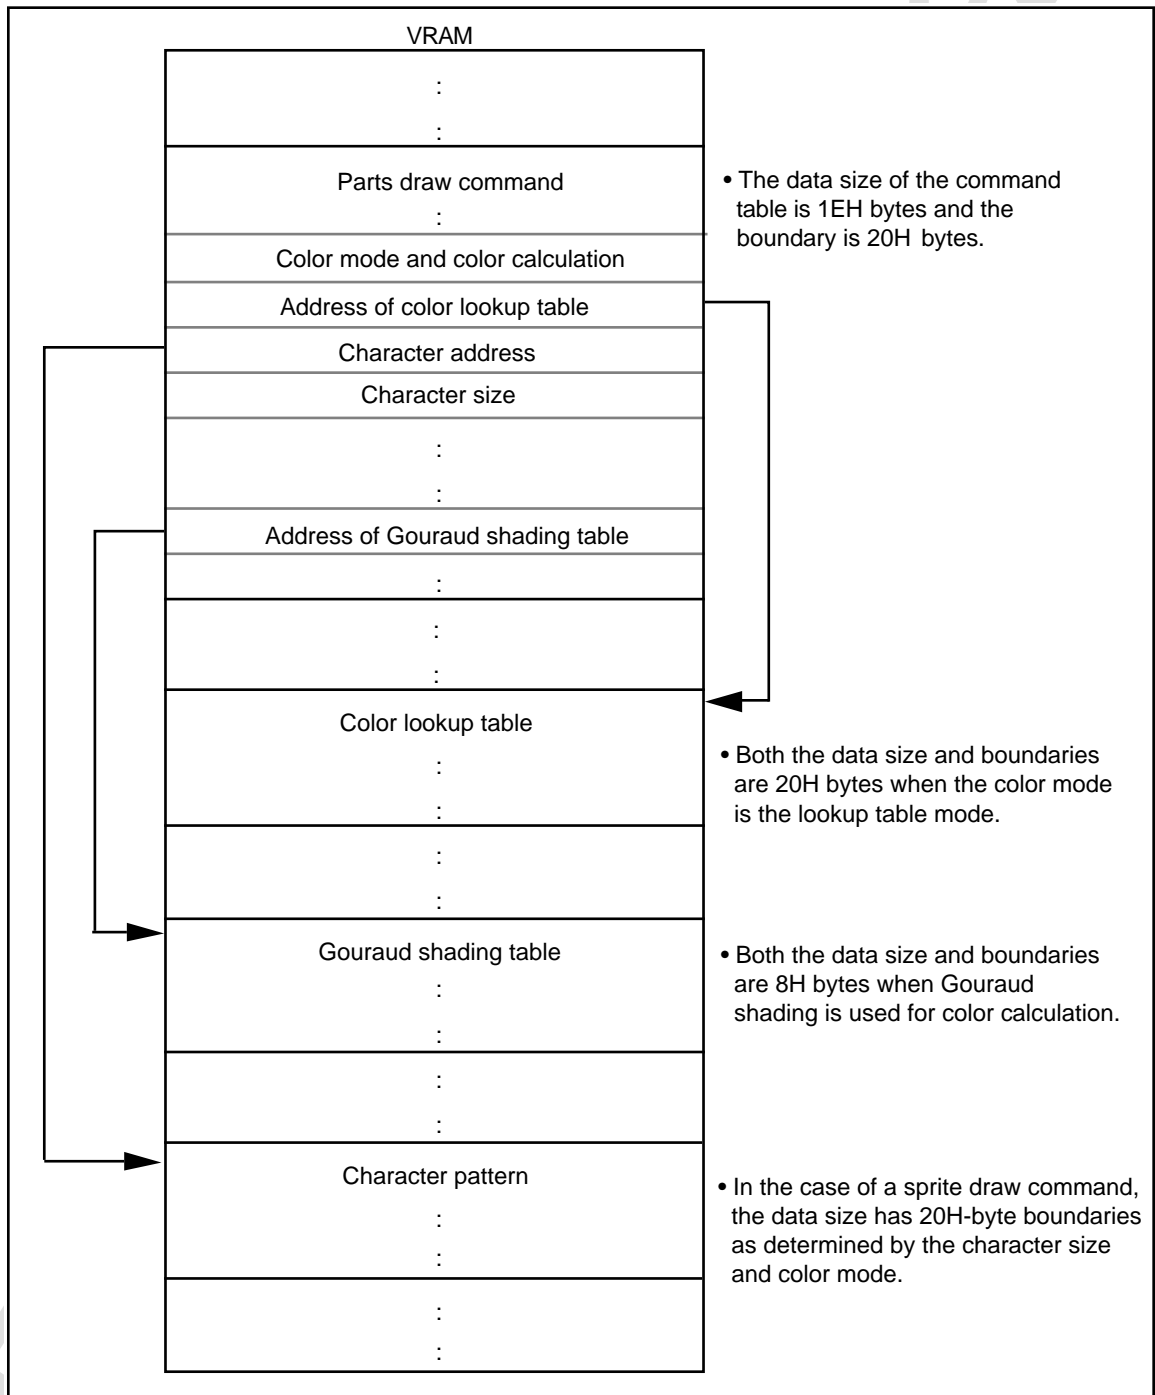 VRAM
:
:
Parts draw command
:
Color mode and color calculation
Address of color lookup table
Character address
Character size
:
:
Address of Gouraud shading table
:
:
:
Color lookup table
:
:
:
:
Gouraud shading table
:
:
:
:
Character pattern
:
:
:
:
• The data size of the command
table is 1EH bytes and the
boundary is 20H bytes.
• Both the data size and boundaries
are 20H bytes when the color mode
is the lookup table mode.
• Both the data size and boundaries
are 8H bytes when Gouraud
shading is used for color calculation.
• In the case of a sprite draw command,
the data size has 20H-byte boundaries
as determined by the character size
and color mode.